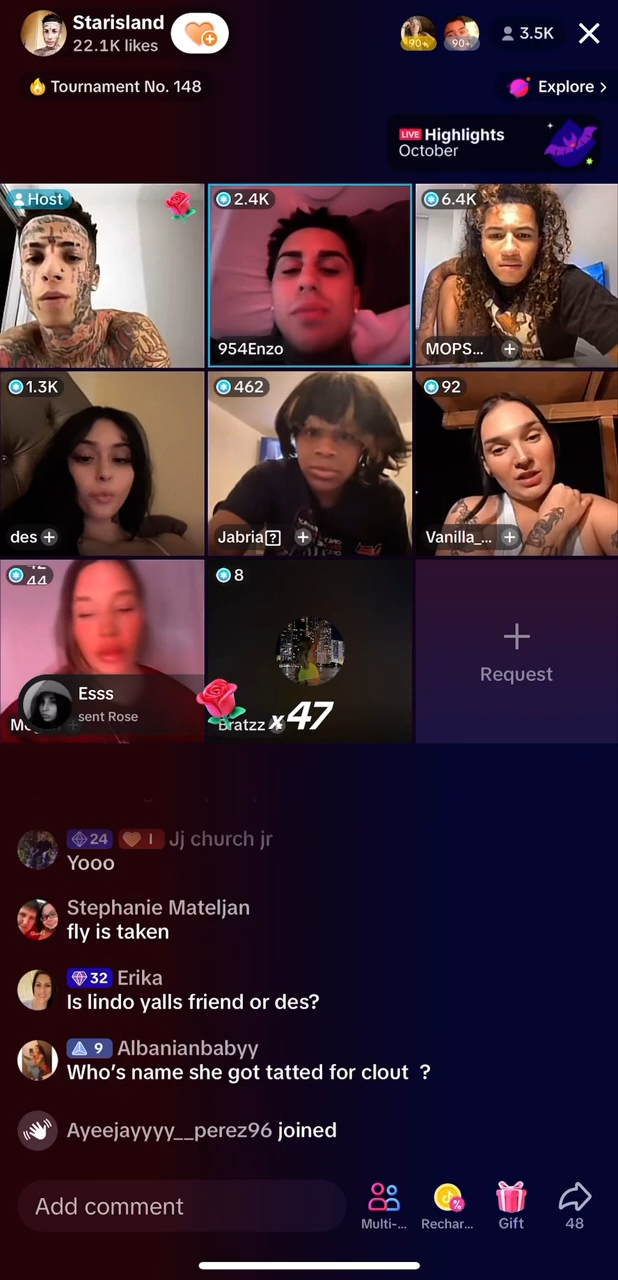 Starisland
22.1K likes
90+
90+
3.5K
Tournament No. 148
Explore >
LIVE Highlights
October
Host
2.4K
6.4K
954Enzo
MOPS...
1.3K
462
92
des
Jabria
Vanilla_...
44
8
Request
Esss
sent Rose
Bratzz x47
24 I Jj church jr
Yooo
Stephanie Mateljan
fly is taken
32 Erika
Is lindo yalls friend or des?
9 Albanianbabyy
Who's name she got tatted for clout ?
Ayeejayyyy__perez96 joined
Add comment
Multi-...
Rechar...
Gift
48